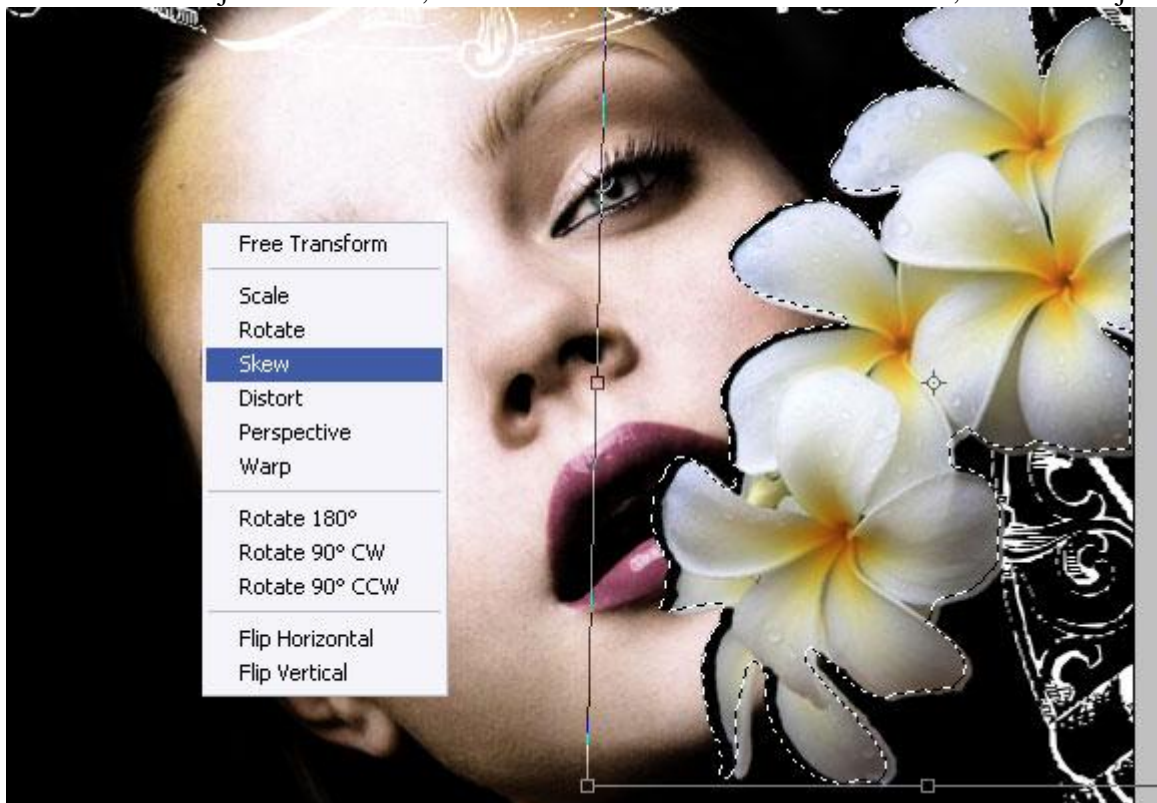 Free Transform
Scale
Rotate
Skew
Distort
Perspective
Warp
Rotate 180°
Rotate 90° CW
Rotate 90° CCW
Flip Horizontal
Flip Vertical